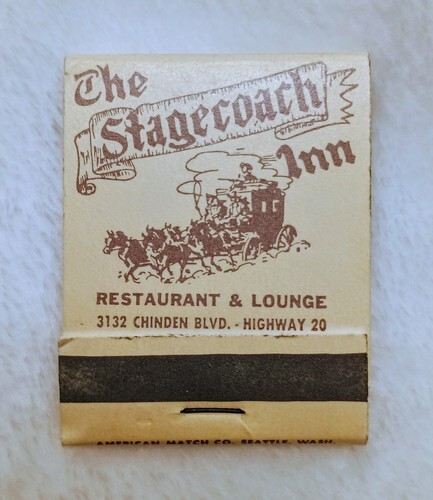 The
Stagecoach
Inn
RESTAURANT & LOUNGE
3132 CHINDEN BLVD. - HIGHWAY 20
AMERICAN MATCH CO. SEATTLE, WASH.